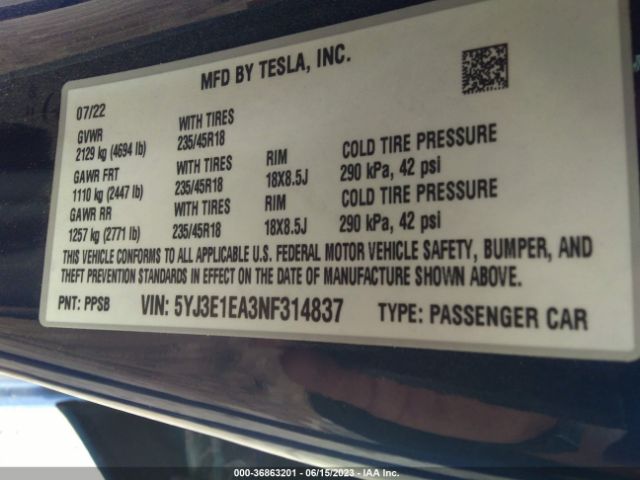 MFD BY TESLA, INC.
07/22
GVWR WITH TIRES
2129 kg (4694 lb) 235/45R18
GAWR FRT WITH TIRES RIM COLD TIRE PRESSURE
1110 kg (2447 lb) 235/45R18 18X8.5J 290 kPa, 42 psi
GAWR RR WITH TIRES RIM COLD TIRE PRESSURE
1257 kg (2771 lb) 235/45R18 18X8.5J 290 kPa, 42 psi
THIS VEHICLE CONFORMS TO ALL APPLICABLE U.S. FEDERAL MOTOR VEHICLE SAFETY, BUMPER, AND
THEFT PREVENTION STANDARDS IN EFFECT ON THE DATE OF MANUFACTURE SHOWN ABOVE.
PNT: PPSB VIN: 5YJ3E1EA3NF314837 TYPE: PASSENGER CAR
000-36863201 - 06/15/2023 - IAA Inc.